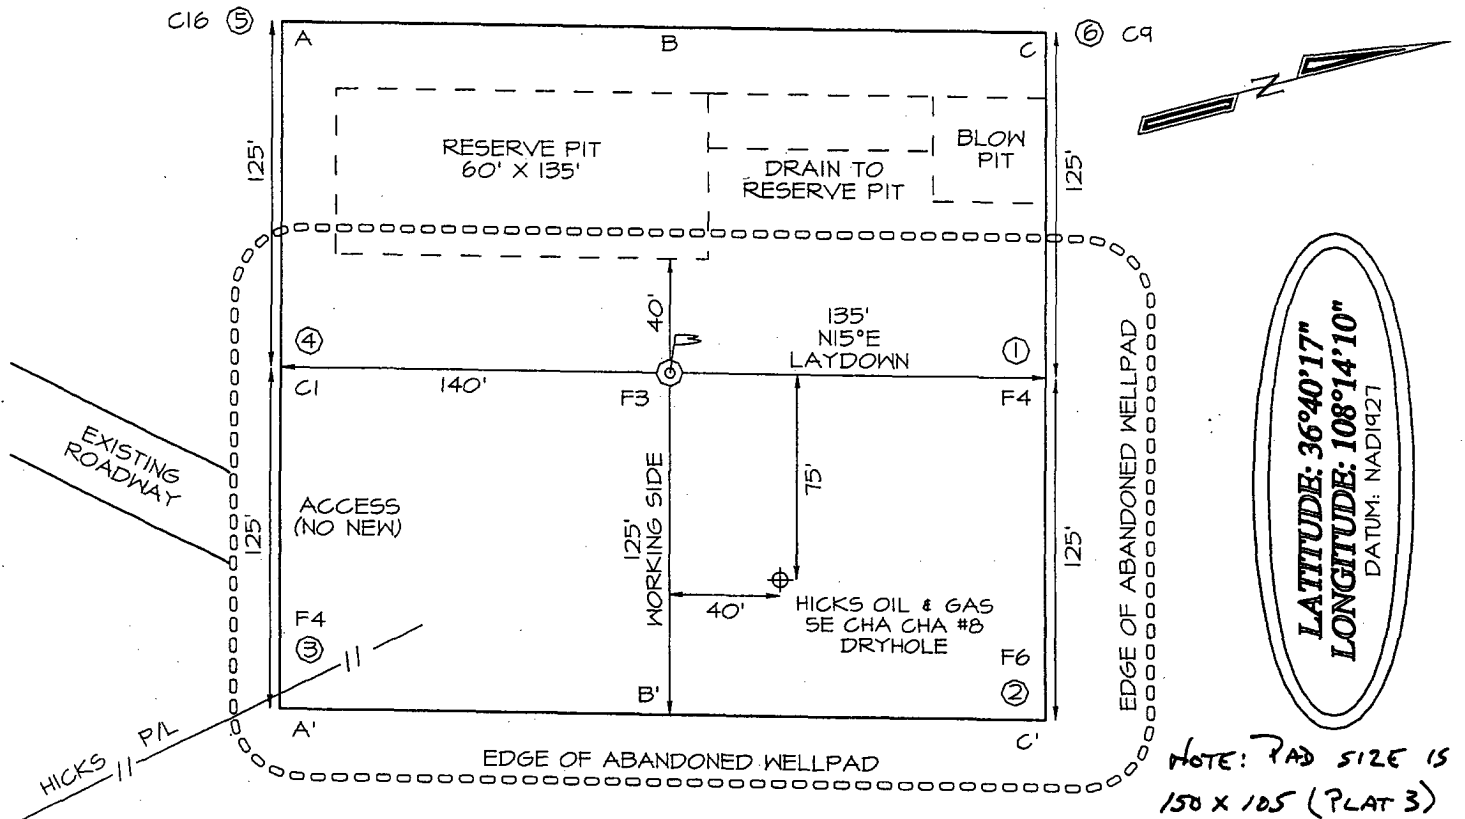 C16 5
A
B
C
6 C9
N
RESERVE PIT
60' X 135'
DRAIN TO
RESERVE PIT
BLOW
PIT
125'
125'
40'
135'
N15°E
LAYDOWN
4
1
C1
140'
F3
F4
EXISTING
ROADWAY
ACCESS
(NO NEW)
125'
125'
WORKING SIDE
75'
125'
40'
HICKS OIL & GAS
SE CHA CHA #8
DRYHOLE
F4
3
F6
2
A'
B'
C'
HICKS P/L
EDGE OF ABANDONED WELLPAD
EDGE OF ABANDONED WELLPAD
LATITUDE: 36°40'17"
LONGITUDE: 108°14'10"
DATUM: NAD1927
NOTE: PAD SIZE IS
150 X 105 (PLAT 3)